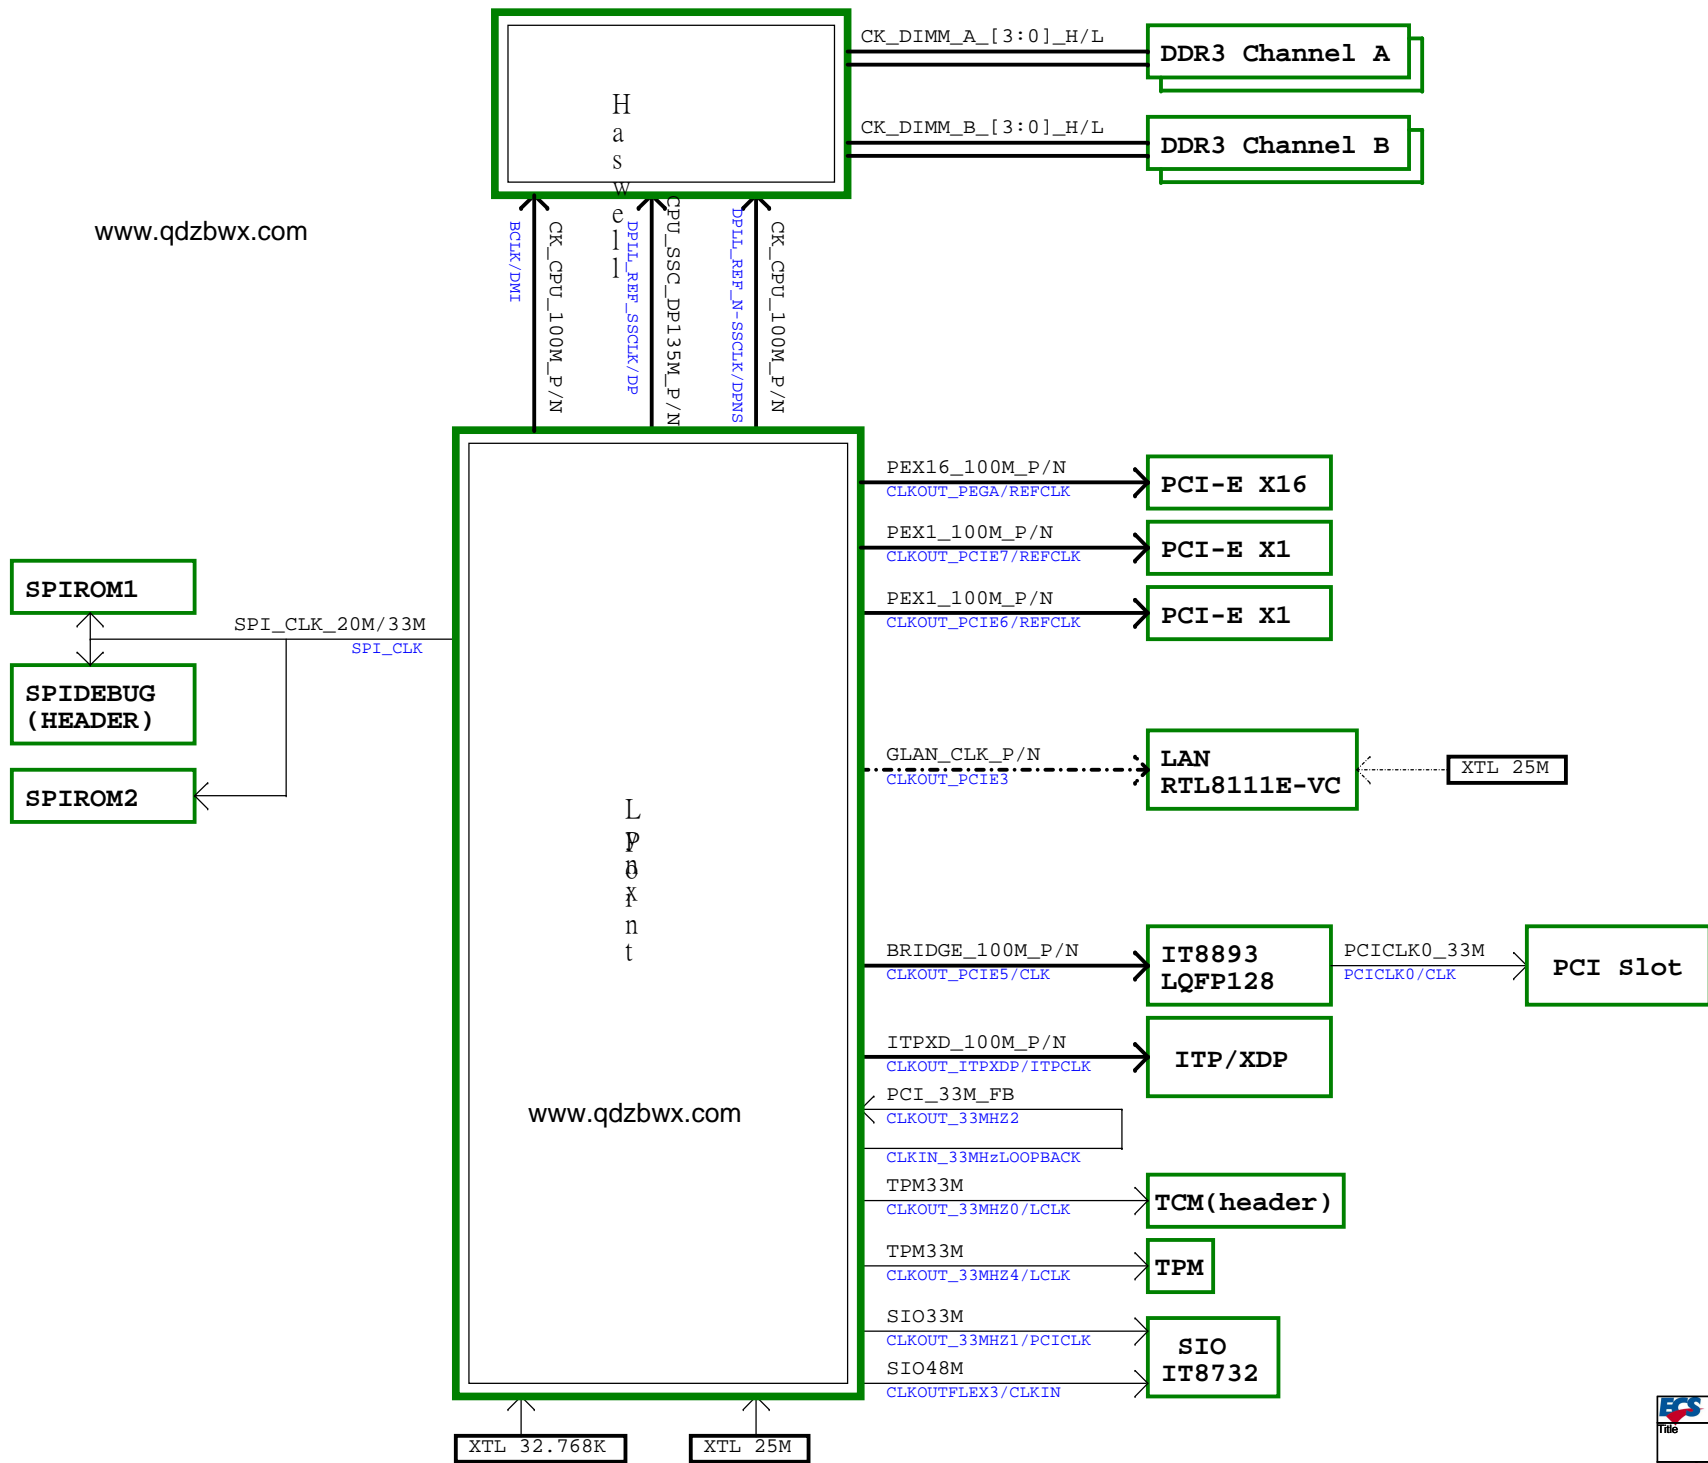 CK_DIMM_A_[3:0]_H/L
DDR3 Channel A
CK_DIMM_B_[3:0]_H/L
DDR3 Channel B
Haswell
www.qdzbwx.com
BCLK/DMI
CK_CPU_100M_P/N
DPLL_REF_SSCLK/DP
CPU_SSC_DP135M_P/N
DPLL_REF_N-SSCLK/DPNS
CK_CPU_100M_P/N
PEX16_100M_P/N
CLKOUT_PEGA/REFCLK
PCI-E X16
PEX1_100M_P/N
CLKOUT_PCIE7/REFCLK
PCI-E X1
PEX1_100M_P/N
CLKOUT_PCIE6/REFCLK
PCI-E X1
SPIROM1
SPI_CLK_20M/33M
SPI_CLK
SPIDEBUG
(HEADER)
SPIROM2
GLAN_CLK_P/N
CLKOUT_PCIE3
LAN
RTL8111E-VC
XTL 25M
Lynx
Point
BRIDGE_100M_P/N
CLKOUT_PCIE5/CLK
IT8893
LQFP128
PCICLK0_33M
PCICLK0/CLK
PCI Slot
ITPXD_100M_P/N
CLKOUT_ITPXDP/ITPCLK
ITP/XDP
www.qdzbwx.com
PCI_33M_FB
CLKOUT_33MHZ2
CLKIN_33MHzLOOPBACK
TPM33M
CLKOUT_33MHZ0/LCLK
TCM(header)
TPM33M
CLKOUT_33MHZ4/LCLK
TPM
SIO33M
CLKOUT_33MHZ1/PCICLK
SIO48M
CLKOUTFLEX3/CLKIN
SIO
IT8732
XTL 32.768K
XTL 25M
ECS
Title